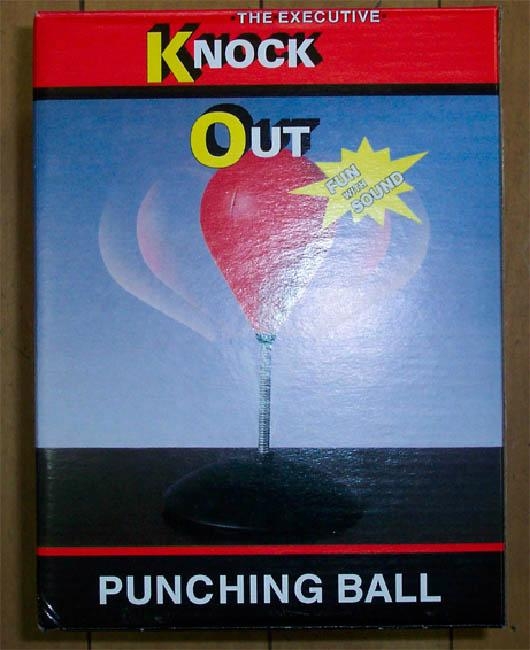 THE EXECUTIVE
KNOCK
OUT
FUN
WITH
SOUND
PUNCHING BALL